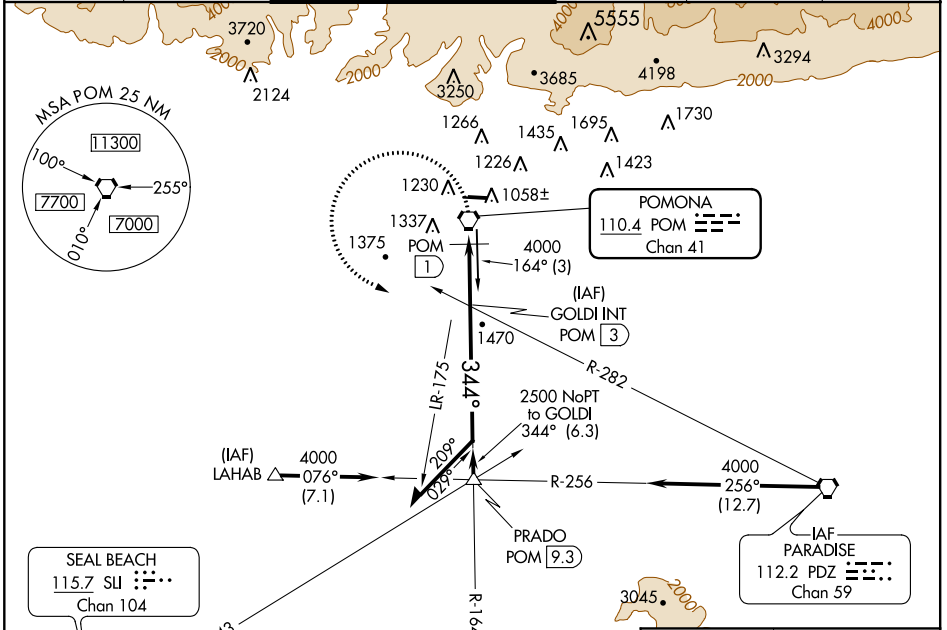 3720
4000
5555
4000
2000
2124
2000
3250
3685
4198
3294
2000
MSA POM 25 NM
11300
100°
255°
7700
7000
010°
1266
1435
1695
1730
1226
1423
1230
1058±
1337
1375
POM
1
4000
164° (3)
POMONA
110.4 POM
Chan 41
(IAF)
GOLDI INT
POM 3
1470
R-282
LR-175
344°
2500 NoPT
to GOLDI
344° (6.3)
(IAF)
LAHAB
4000
076°
(7.1)
209°
029°
R-256
4000
256°
(12.7)
PRADO
POM 9.3
IAF
PARADISE
112.2 PDZ
Chan 59
SEAL BEACH
115.7 SLI
Chan 104
R-164
3045
2000